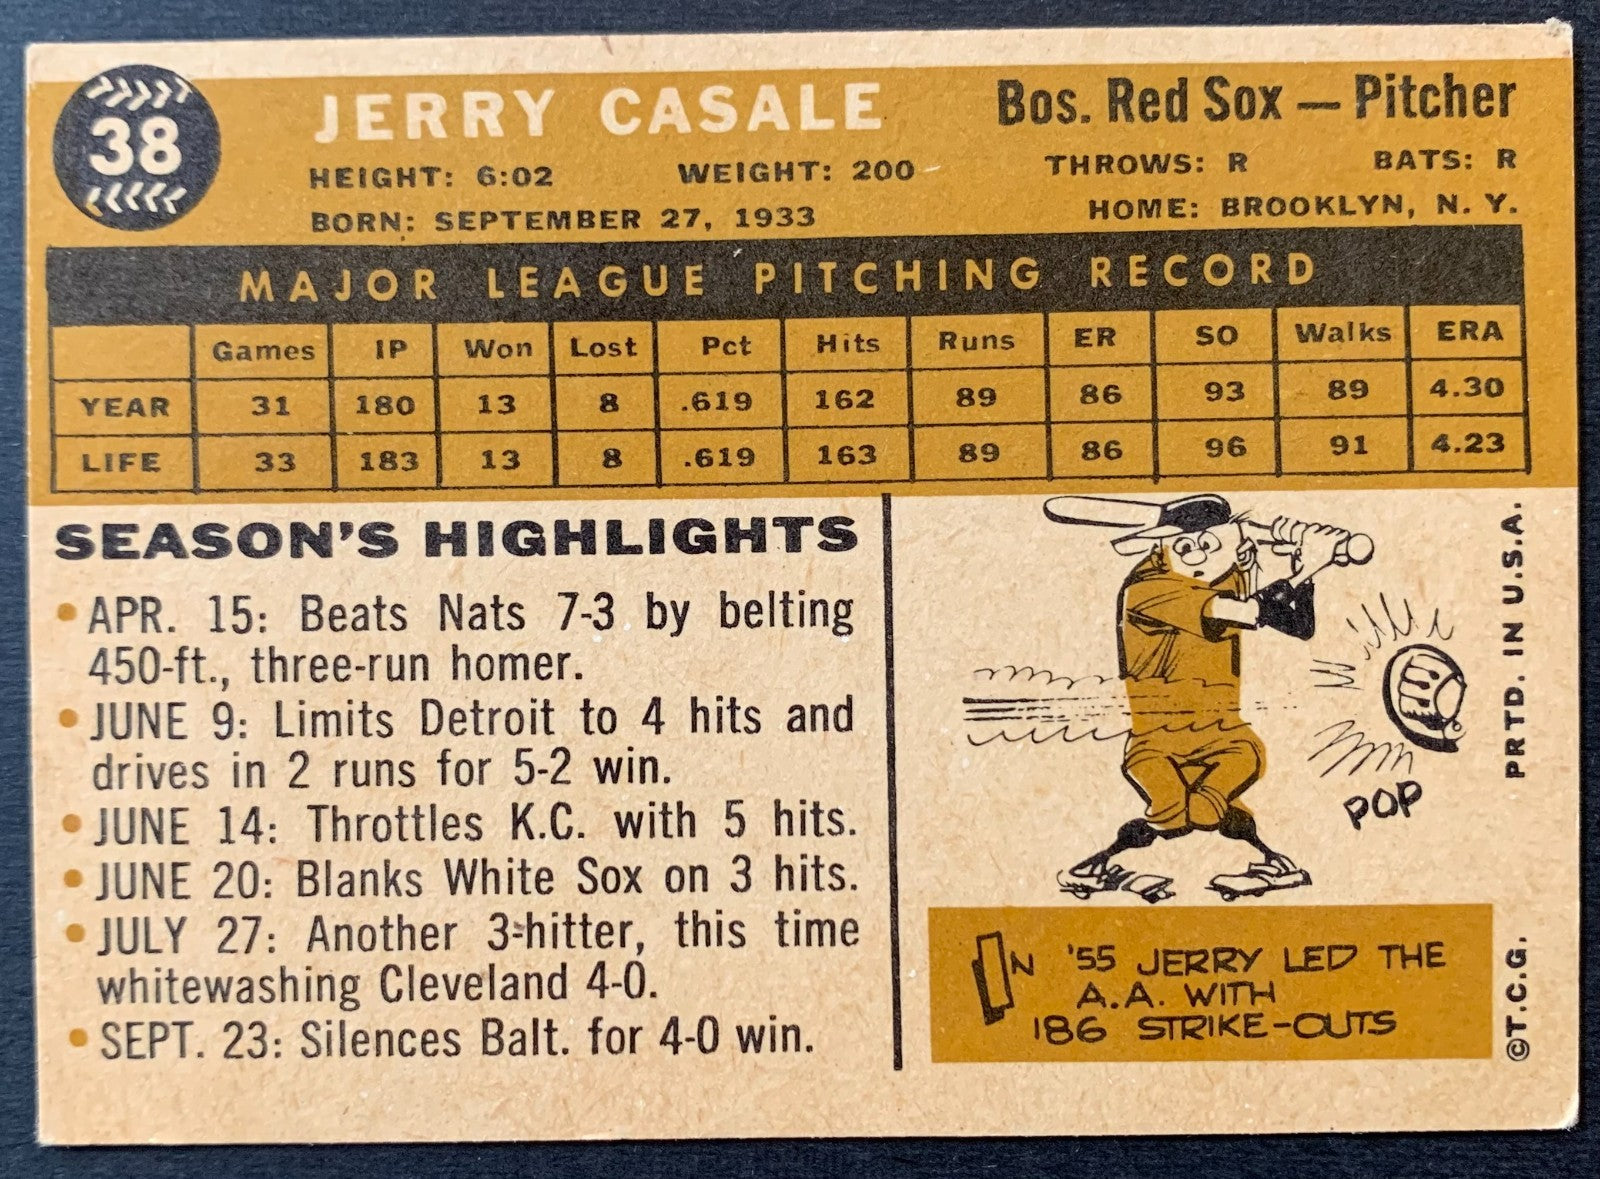 38
JERRY CASALE
Bos. Red Sox — Pitcher
HEIGHT: 6:02 WEIGHT: 200 THROWS: R BATS: R
BORN: SEPTEMBER 27, 1933 HOME: BROOKLYN, N. Y.
MAJOR LEAGUE PITCHING RECORD
Games IP Won Lost Pct Hits Runs ER SO Walks ERA
YEAR 31 180 13 8 .619 162 89 86 93 89 4.30
LIFE 33 183 13 8 .619 163 89 86 96 91 4.23
SEASON'S HIGHLIGHTS
• APR. 15: Beats Nats 7-3 by belting
450-ft., three-run homer.
• JUNE 9: Limits Detroit to 4 hits and
drives in 2 runs for 5-2 win.
• JUNE 14: Throttles K.C. with 5 hits.
• JUNE 20: Blanks White Sox on 3 hits.
• JULY 27: Another 3-hitter, this time
whitewashing Cleveland 4-0.
• SEPT. 23: Silences Balt. for 4-0 win.
POP
IN '55 JERRY LED THE
A.A. WITH
186 STRIKE-OUTS
©T.C.G. PRTD. IN U.S.A.